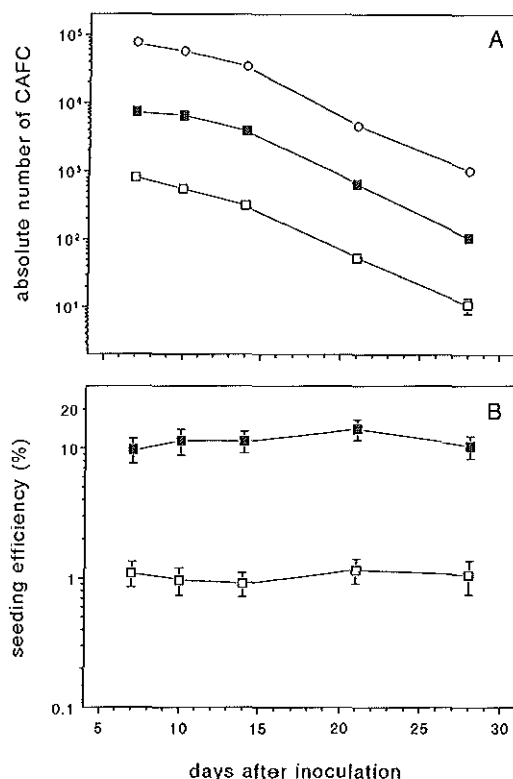 A
absolute number of CAFC
10⁵
10⁴
10³
10²
10¹
B
seeding efficiency (%)
20
10
1
0.1
5 10 15 20 25 30
days after inoculation